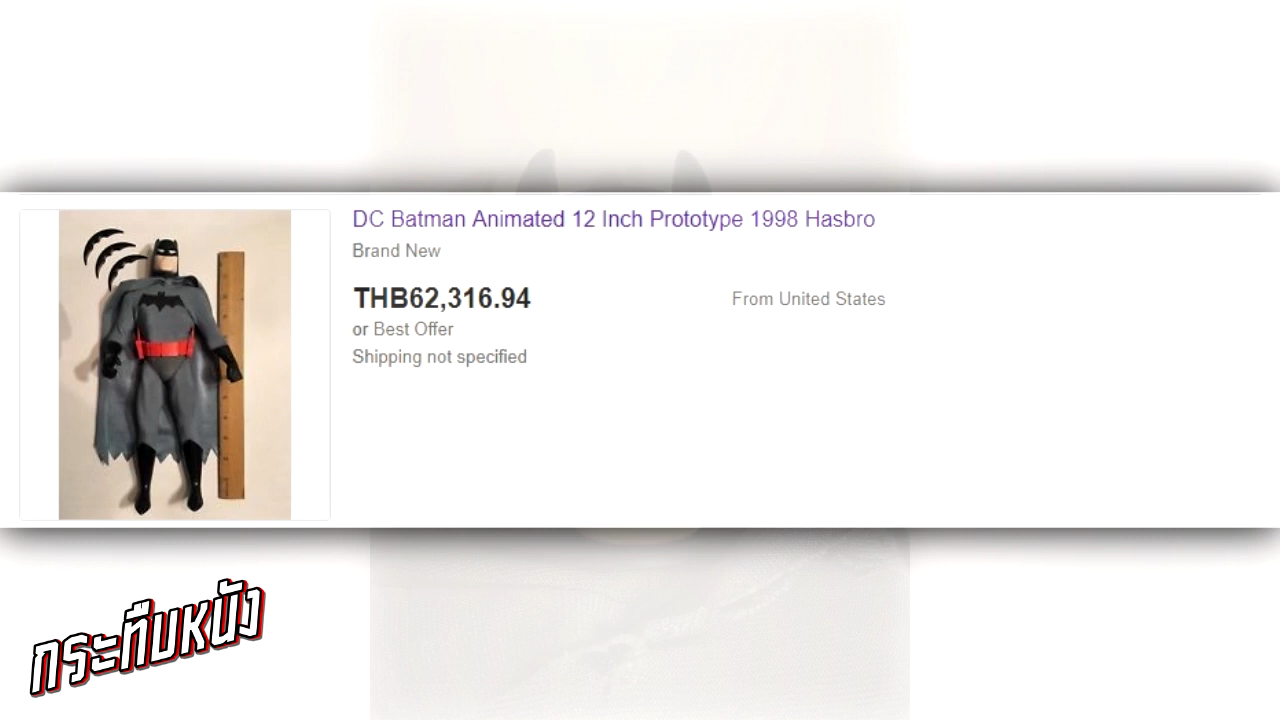 DC Batman Animated 12 Inch Prototype 1998 Hasbro
Brand New
THB62,316.94
From United States
or Best Offer
Shipping not specified
กระทืบหนัง